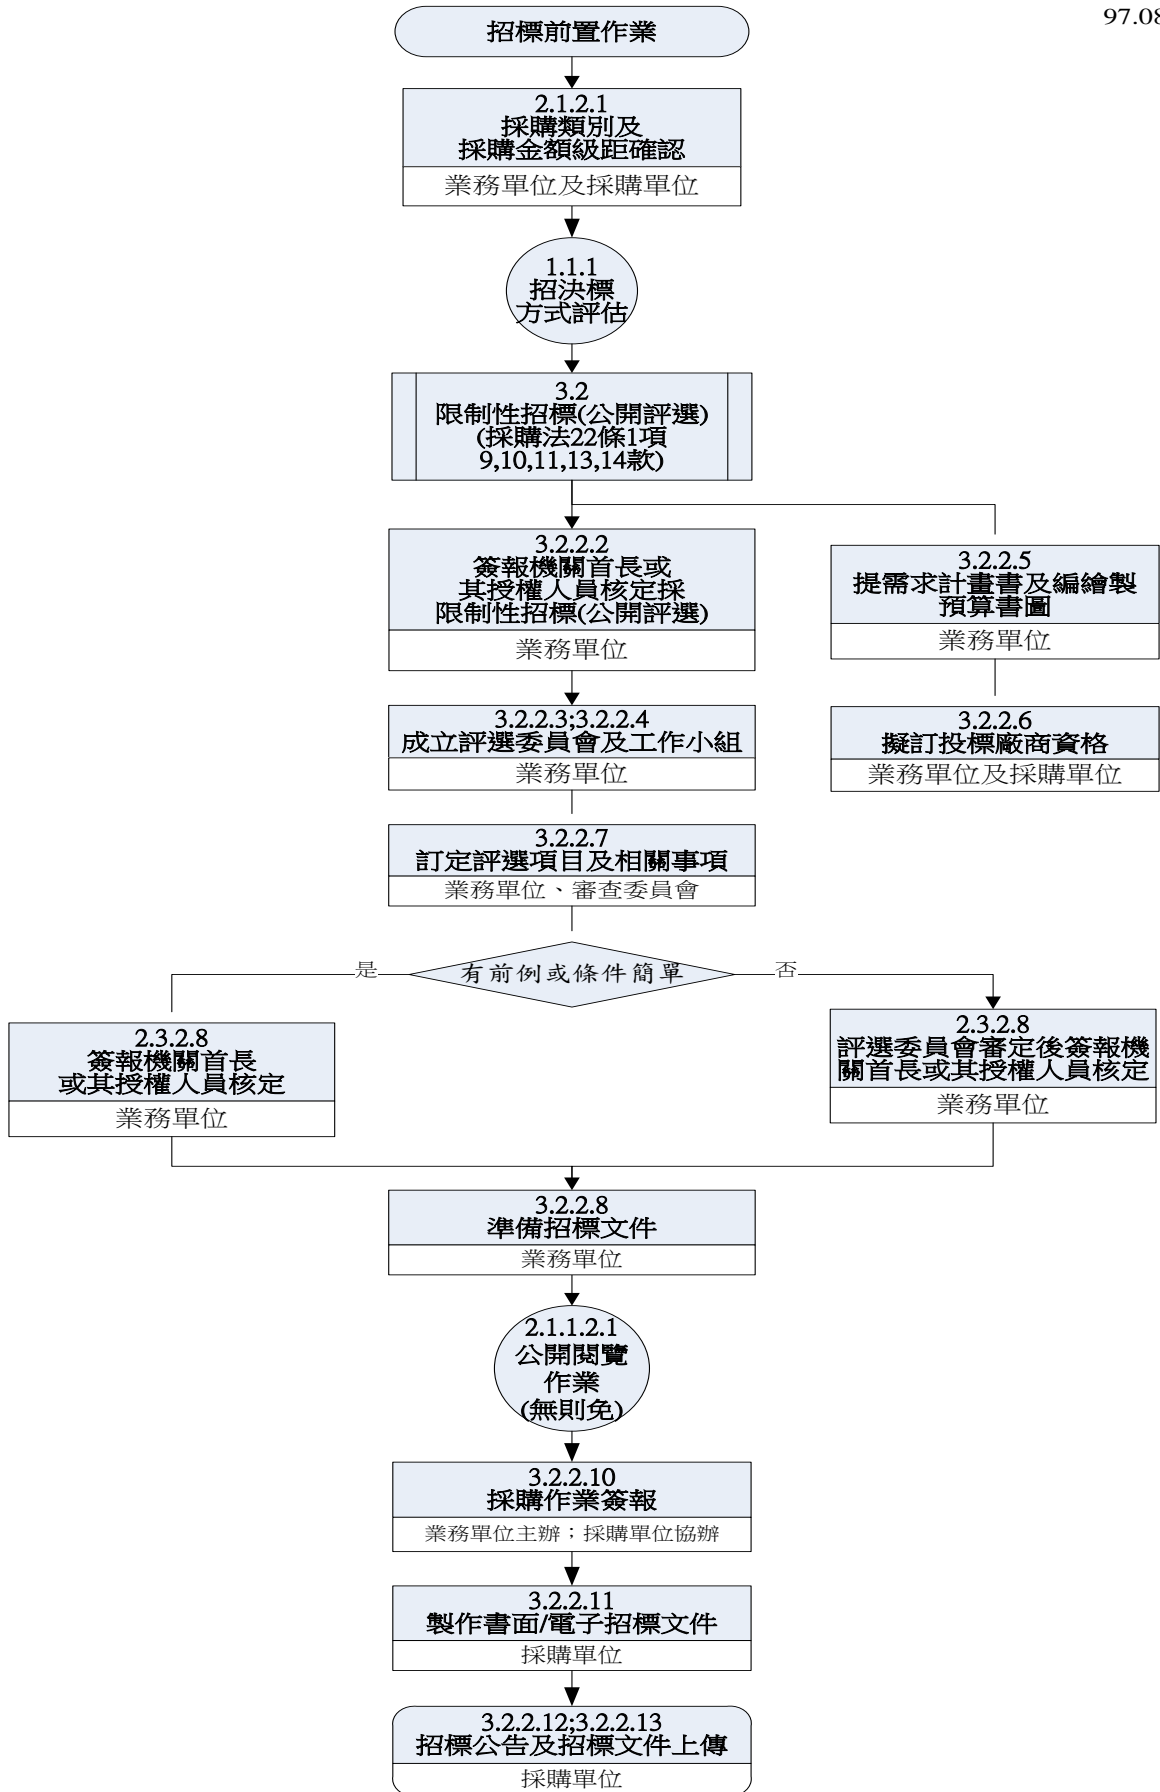 97.08
招標前置作業
2.1.2.1
採購類別及
採購金額級距確認
業務單位及採購單位
1.1.1
招決標
方式評估
3.2
限制性招標(公開評選)
(採購法22條1項
9,10,11,13,14款)
3.2.2.2
簽報機關首長或
其授權人員核定採
限制性招標(公開評選)
業務單位
3.2.2.5
提需求計畫書及編繪製
預算書圖
業務單位
3.2.2.3;3.2.2.4
成立評選委員會及工作小組
業務單位
3.2.2.6
擬訂投標廠商資格
業務單位及採購單位
3.2.2.7
訂定評選項目及相關事項
業務單位、審查委員會
是
有前例或條件簡單
否
2.3.2.8
簽報機關首長
或其授權人員核定
業務單位
2.3.2.8
評選委員會審定後簽報機
關首長或其授權人員核定
業務單位
3.2.2.8
準備招標文件
業務單位
2.1.1.2.1
公開閱覽
作業
(無則免)
3.2.2.10
採購作業簽報
業務單位主辦；採購單位協辦
3.2.2.11
製作書面/電子招標文件
採購單位
3.2.2.12;3.2.2.13
招標公告及招標文件上傳
採購單位